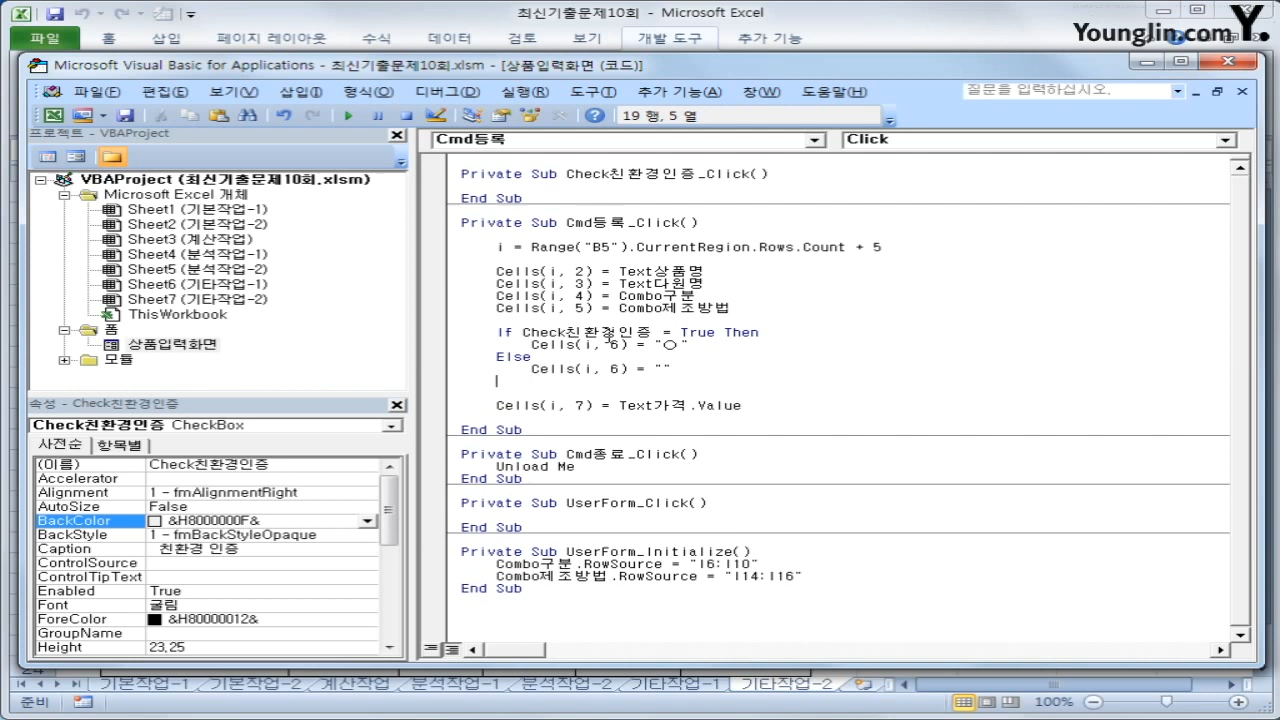 최신기출문제10회 - Microsoft Excel
Younglin.com Y.
파일 홈 삽입 페이지 레이아웃 수식 데이터 검토 보기 개발 도구 추가 기능
Microsoft Visual Basic for Applications - 최신기출문제10회.xlsm - [상품입력화면 (코드)]
파일(F) 편집(E) 보기(V) 삽입(I) 형식(O) 디버그(D) 실행(R) 도구(T) 추가 기능(A) 창(W) 도움말(H) 질문을 입력하십시오.
19 행, 5 열
프로젝트 - VBAProject
VBAProject (최신기출문제10회.xlsm)
Microsoft Excel 개체
Sheet1 (기본작업-1)
Sheet2 (기본작업-2)
Sheet3 (계산작업)
Sheet4 (분석작업-1)
Sheet5 (분석작업-2)
Sheet6 (기타작업-1)
Sheet7 (기타작업-2)
ThisWorkbook
폼
상품입력화면
모듈
속성 - Check친환경인증
Check친환경인증 CheckBox
사전순 항목별
(이름) Check친환경인증
Accelerator
Alignment 1 - fmAlignmentRight
AutoSize False
BackColor &H8000000F&
BackStyle 1 - fmBackStyleOpaque
Caption 친환경 인증
ControlSource
ControlTipText
Enabled True
Font 굴림
ForeColor &H80000012&
GroupName
Height 23,25
Cmd등록 Click
Private Sub Check친환경인증_Click()
End Sub
Private Sub Cmd등록_Click()
i = Range("B5").CurrentRegion.Rows.Count + 5
Cells(i, 2) = Text상품명
Cells(i, 3) = Text다원명
Cells(i, 4) = Combo구분
Cells(i, 5) = Combo제조방법
If Check친환경인증 = True Then
Cells(i, 6) = "○"
Else
Cells(i, 6) = ""
Cells(i, 7) = Text가격.Value
End Sub
Private Sub Cmd종료_Click()
Unload Me
End Sub
Private Sub UserForm_Click()
End Sub
Private Sub UserForm_Initialize()
Combo구분.RowSource = "I6:I10"
Combo제조방법.RowSource = "I14:I16"
End Sub
기본작업-1 기본작업-2 계산작업 분석작업-1 분석작업-2 기타작업-1 기타작업-2
준비 100%